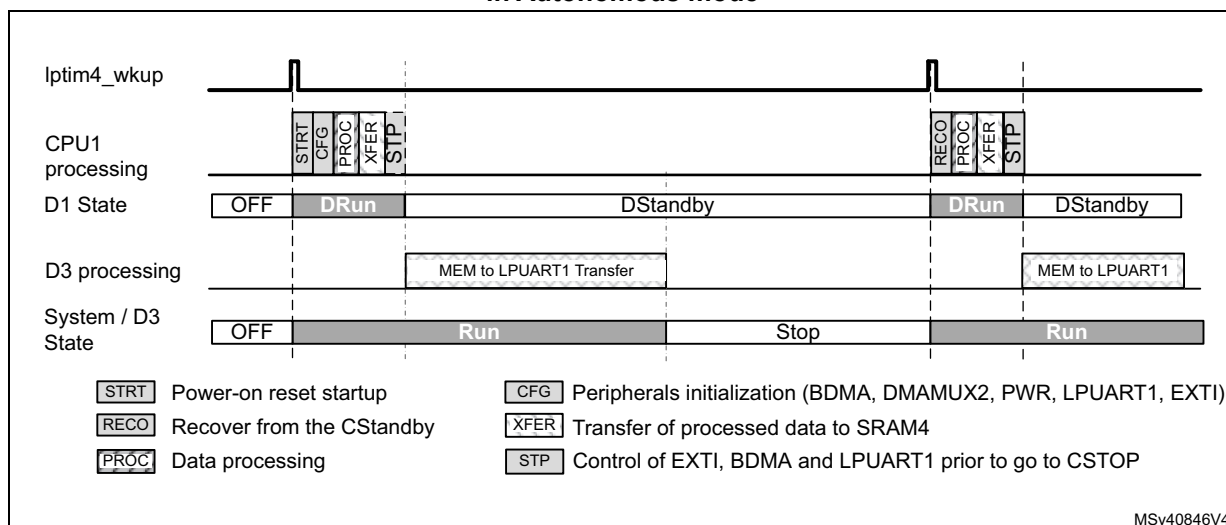 lptim4_wkup
CPU1
processing
STRT CFG PROC XFER STP RECO PROC XFER STP
D1 State OFF DRun DStandby DRun DStandby
D3 processing MEM to LPUART1 Transfer MEM to LPUART1
System / D3
State OFF Run Stop Run
STRT Power-on reset startup CFG Peripherals initialization (BDMA, DMAMUX2, PWR, LPUART1, EXTI)
RECO Recover from the CStandby XFER Transfer of processed data to SRAM4
PROC Data processing STP Control of EXTI, BDMA and LPUART1 prior to go to CSTOP
MSv40846V4